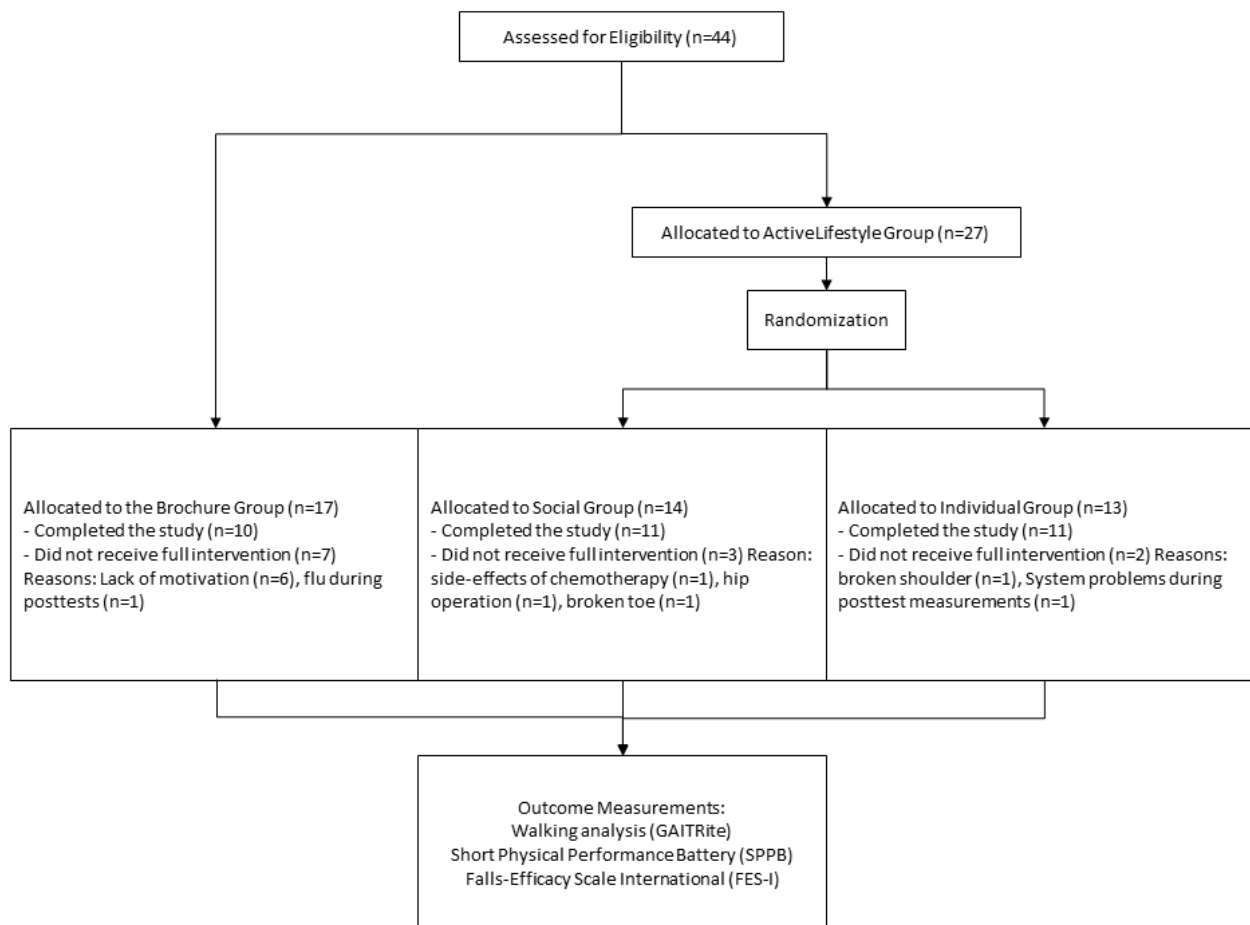 Assessed for Eligibility (n=44)
Allocated to ActiveLifestyle Group (n=27)
Randomization
Allocated to the Brochure Group (n=17)
- Completed the study (n=10)
- Did not receive full intervention (n=7)
Reasons: Lack of motivation (n=6), flu during
posttests (n=1)
Allocated to Social Group (n=14)
- Completed the study (n=11)
- Did not receive full intervention (n=3) Reason:
side-effects of chemotherapy (n=1), hip
operation (n=1), broken toe (n=1)
Allocated to Individual Group (n=13)
- Completed the study (n=11)
- Did not receive full intervention (n=2) Reasons:
broken shoulder (n=1), System problems during
posttest measurements (n=1)
Outcome Measurements:
Walking analysis (GAITRite)
Short Physical Performance Battery (SPPB)
Falls-Efficacy Scale International (FES-I)